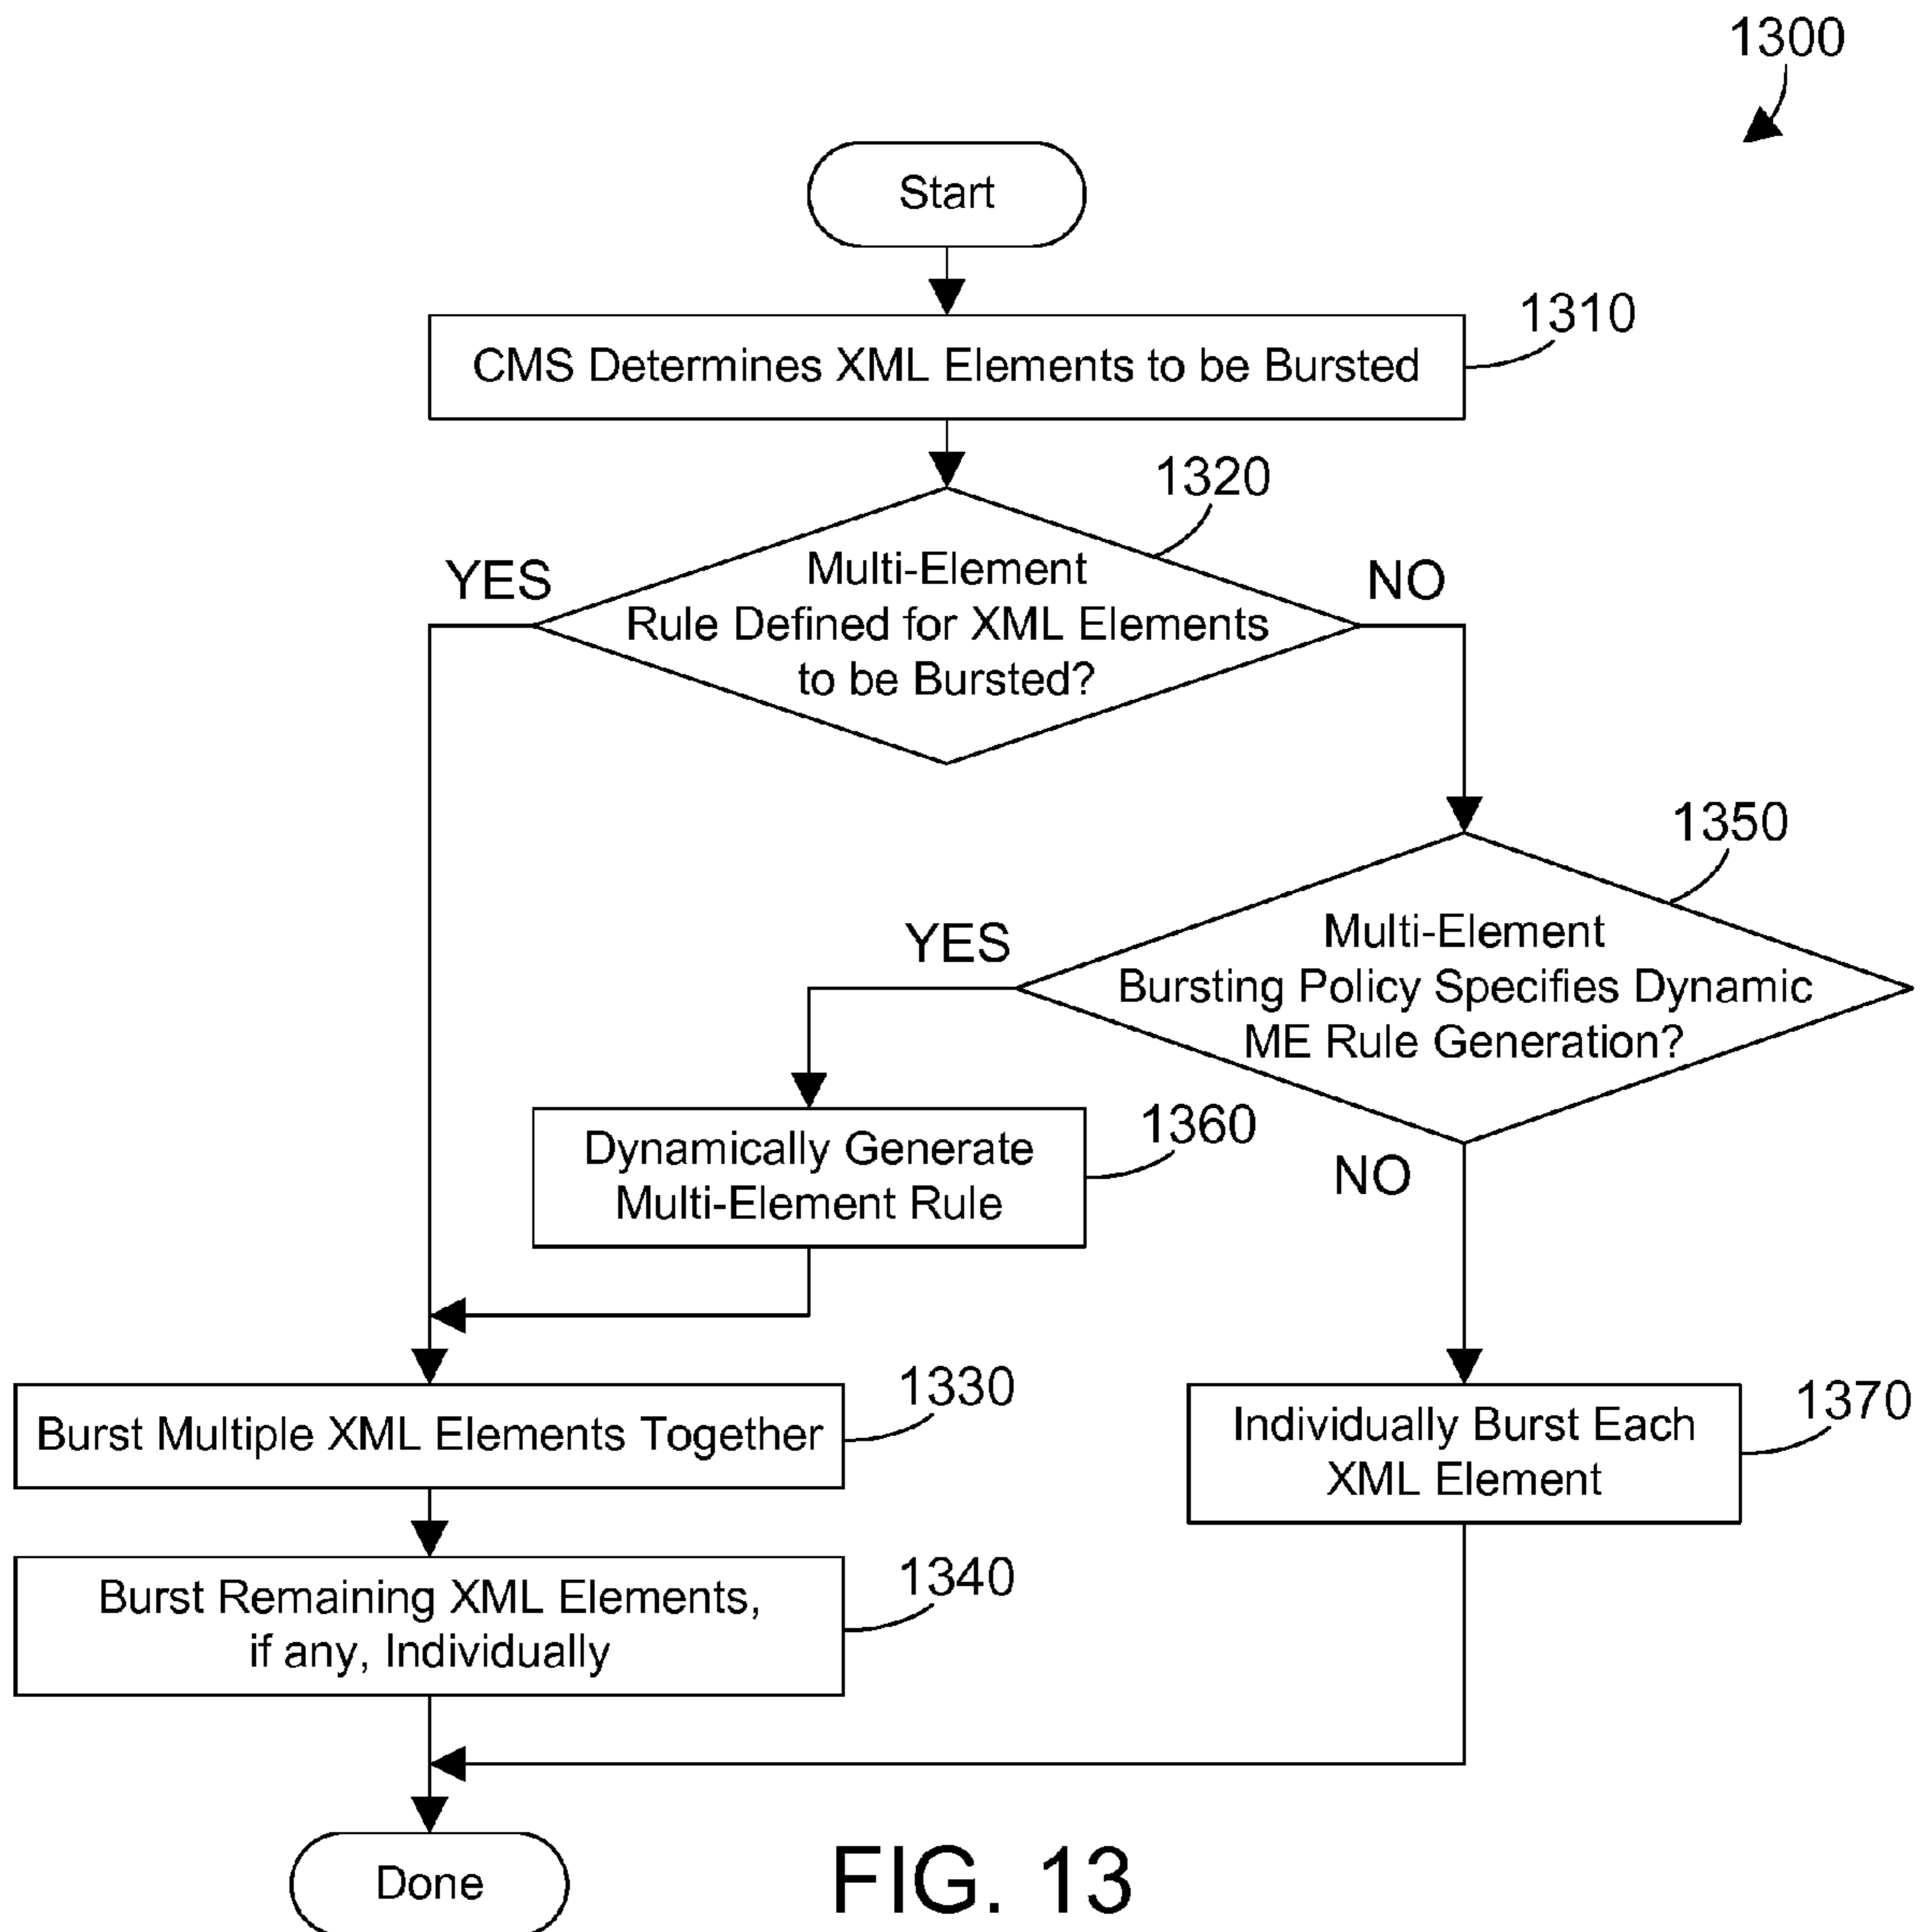 1300
Start
1310
CMS Determines XML Elements to be Bursted
1320
YES
NO
Multi-Element
Rule Defined for XML Elements
to be Bursted?
1350
YES
Multi-Element
Bursting Policy Specifies Dynamic
ME Rule Generation?
1360
Dynamically Generate
Multi-Element Rule
NO
1330
Burst Multiple XML Elements Together
1370
Individually Burst Each
XML Element
1340
Burst Remaining XML Elements,
if any, Individually
Done
FIG. 13